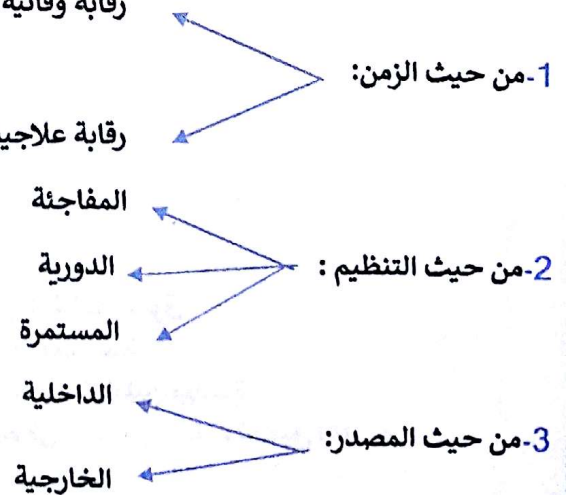 رقابة وقائية
1-من حيث الزمن:
رقابة علاجية
المفاجئة
2-من حيث التنظيم :
الدورية
المستمرة
الداخلية
3-من حيث المصدر:
الخارجية